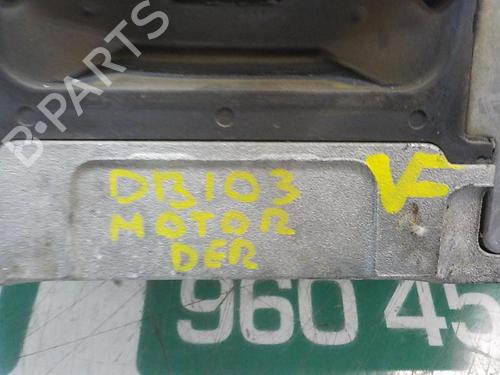 B-PARTS
DB103
MOTOR
DER
960 45